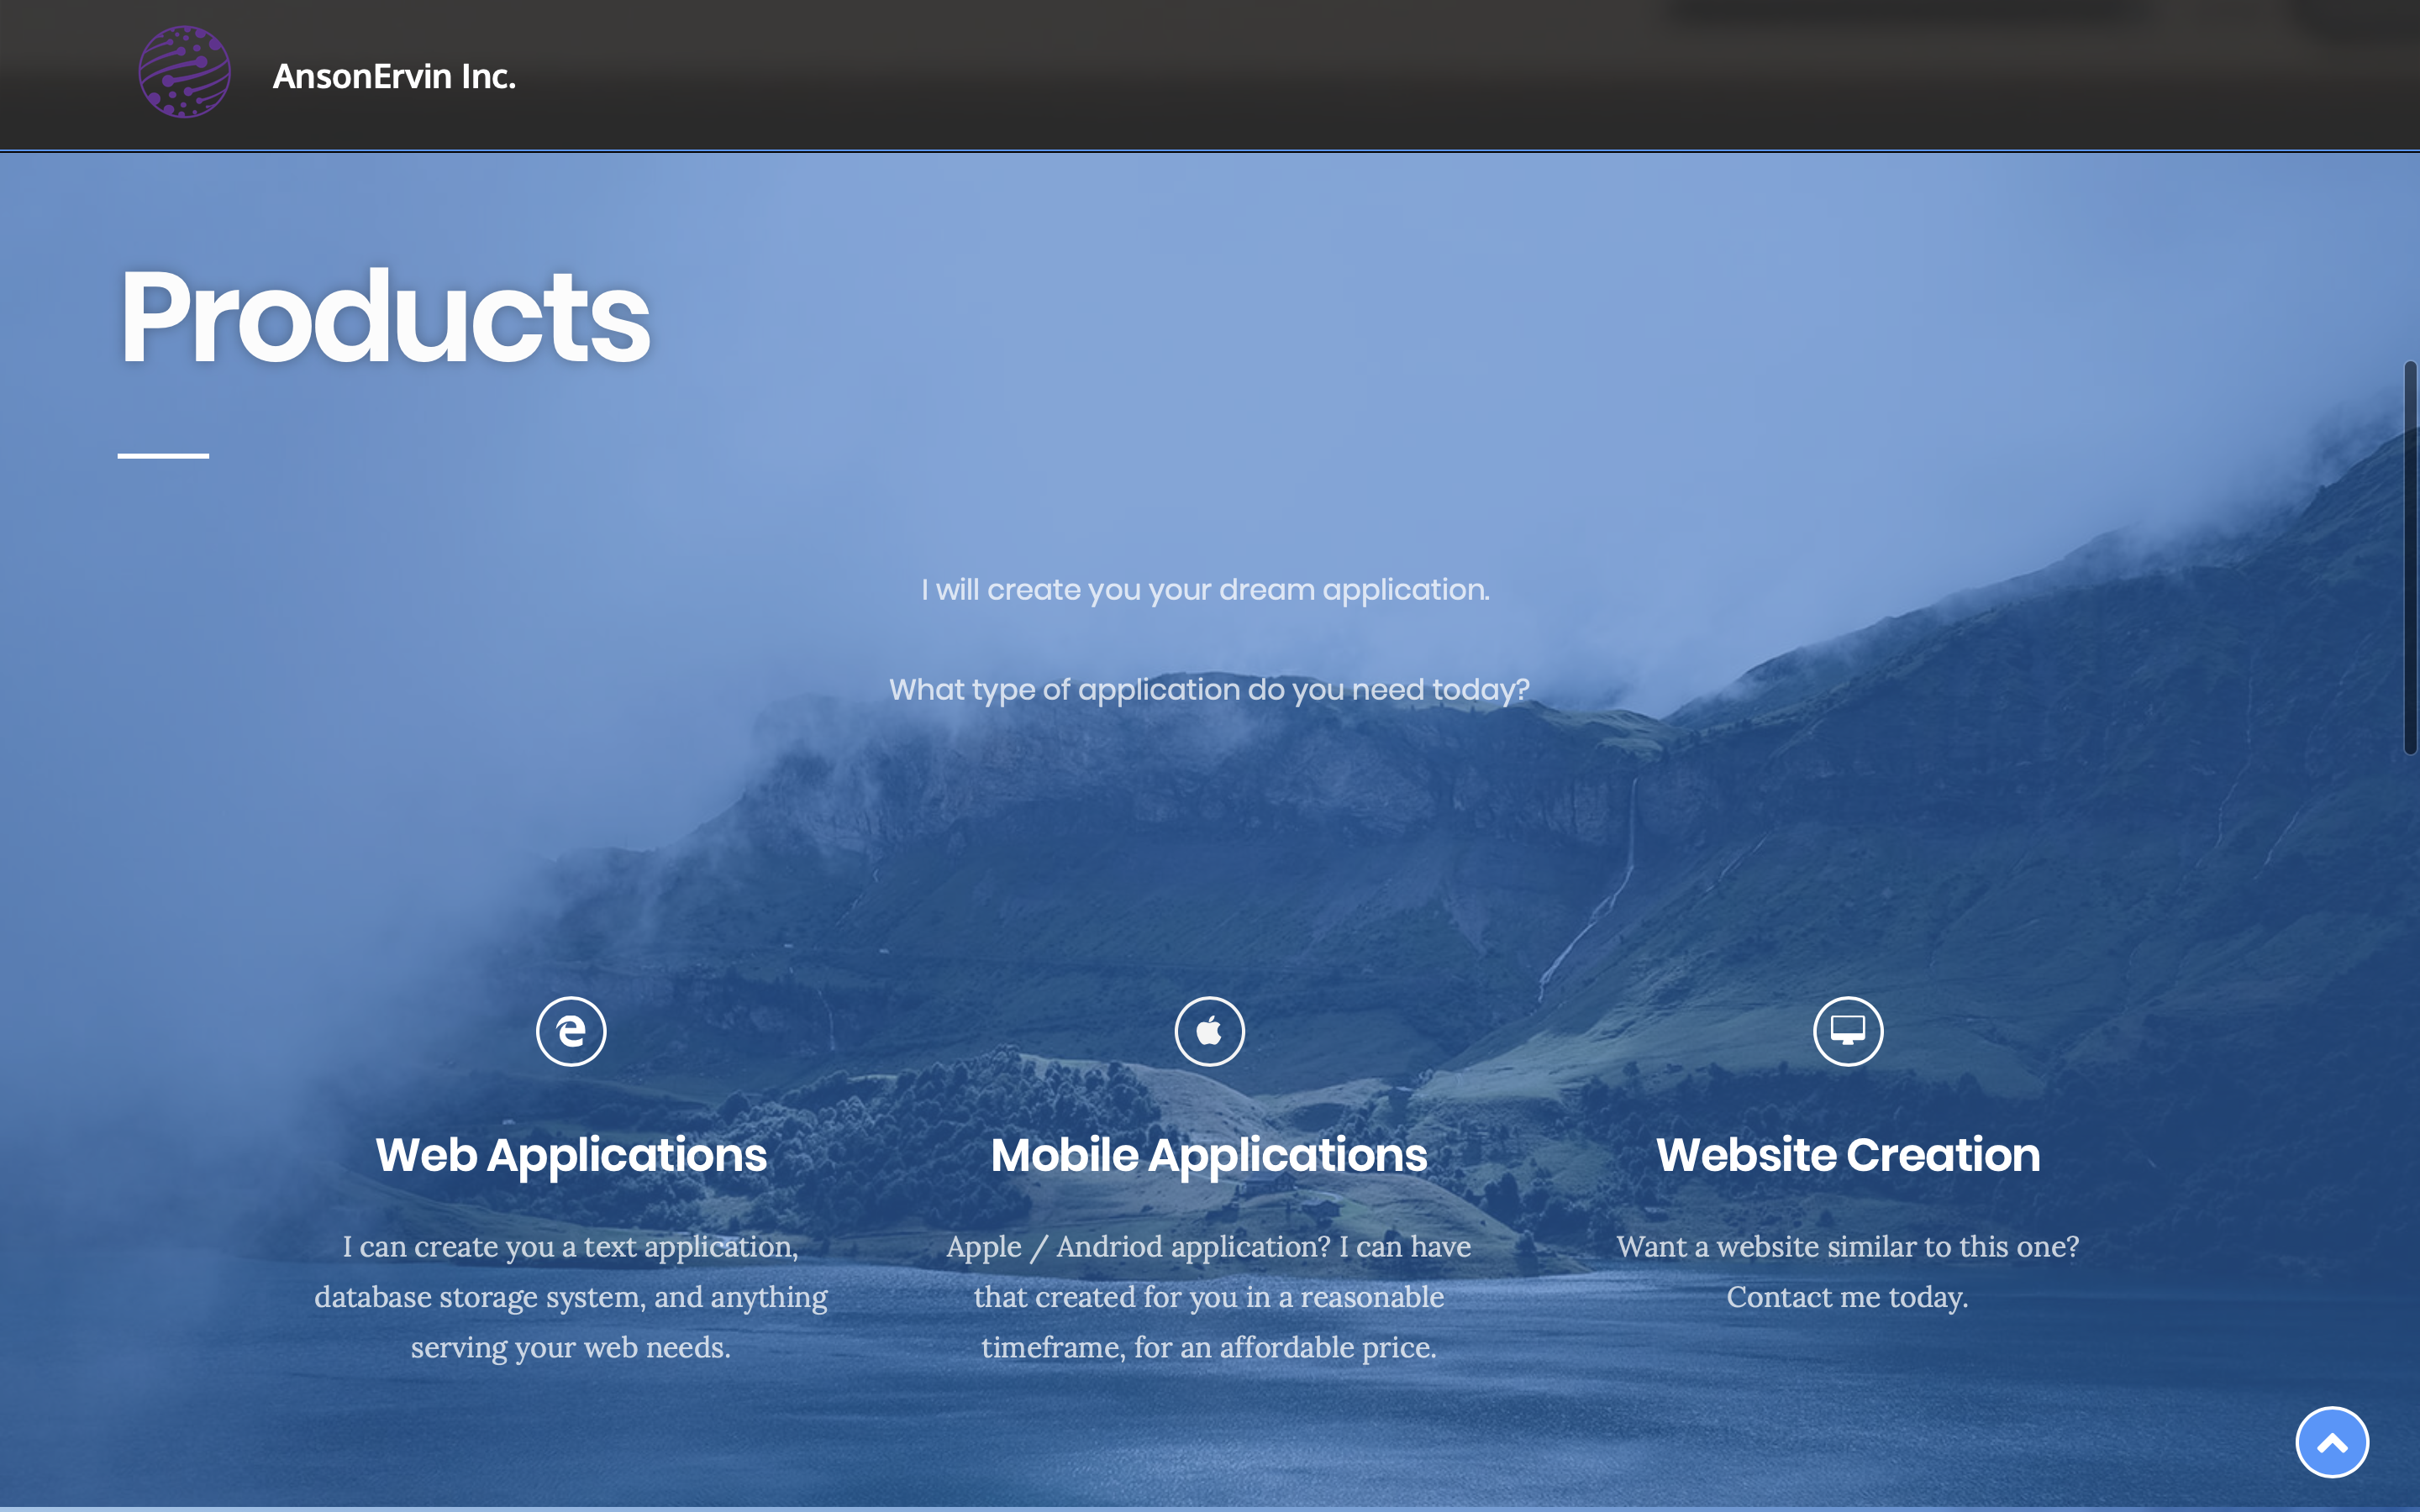 AnsonErvin Inc.
Products
I will create you your dream application.
What type of application do you need today?
Web Applications
I can create you a text application,
database storage system, and anything
serving your web needs.
Mobile Applications
Apple / Andriod application? I can have
that created for you in a reasonable
timeframe, for an affordable price.
Website Creation
Want a website similar to this one?
Contact me today.